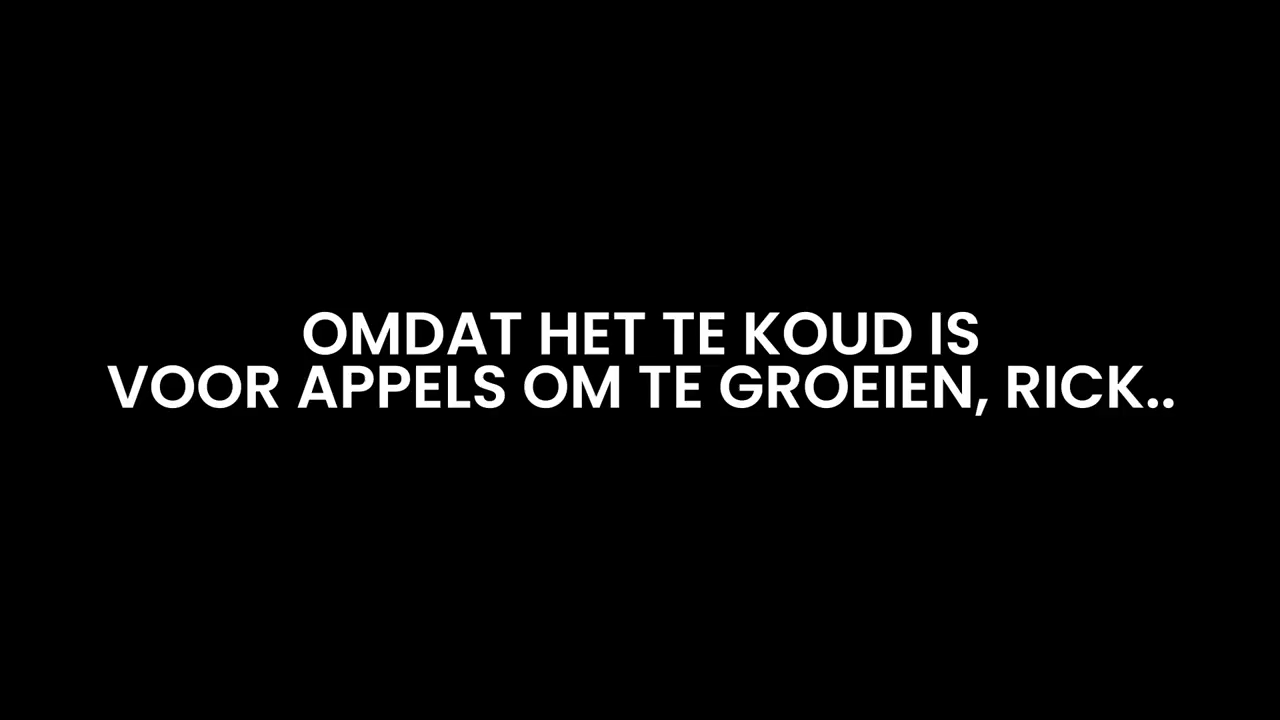 OMDAT HET TE KOUD IS
VOOR APPELS OM TE GROEIEN, RICK..